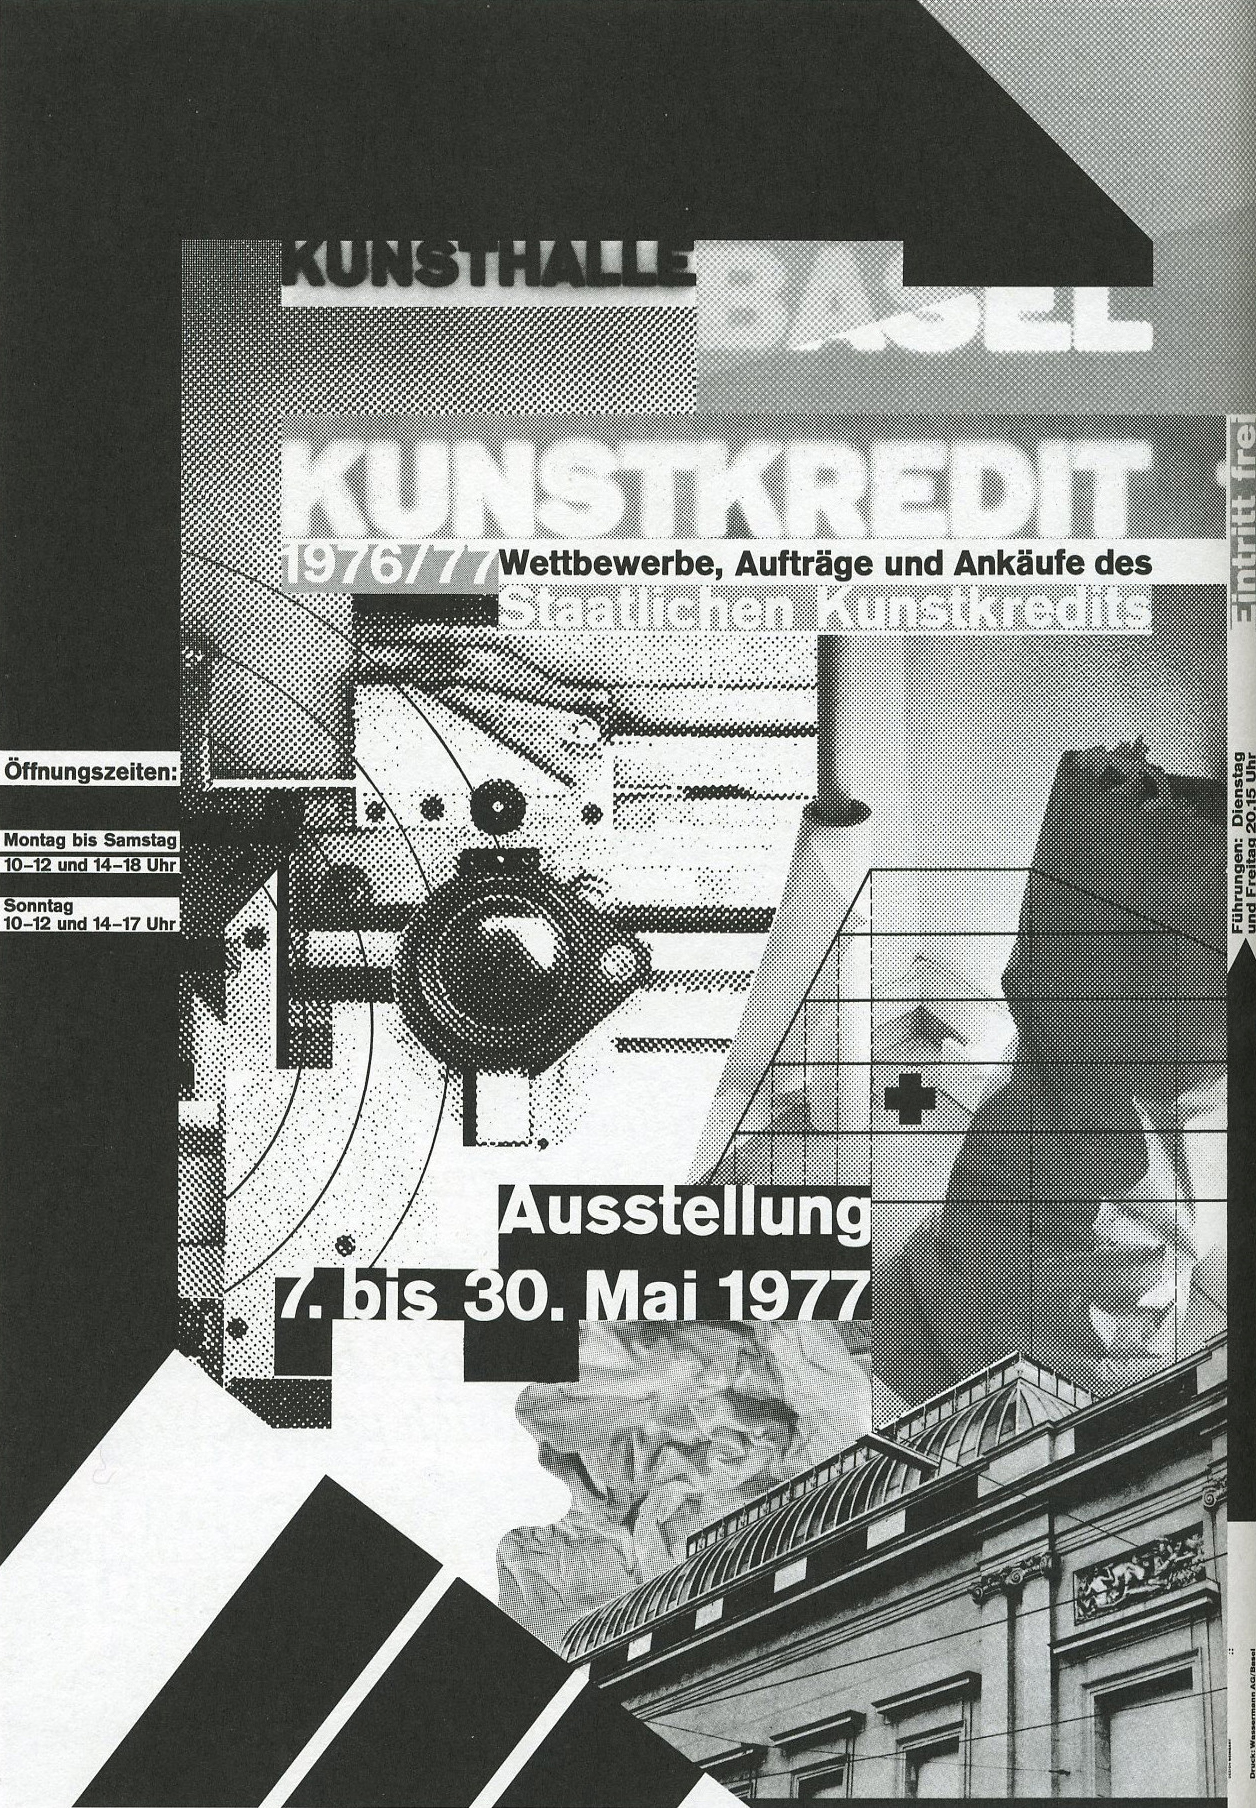 KUNSTHALLE BASEL
KUNSTKREDIT
1976/77 Wettbewerbe, Aufträge und Ankäufe des
Staatlichen Kunstkredits
Öffnungszeiten:
Montag bis Samstag
10–12 und 14–18 Uhr
Sonntag
10–12 und 14–17 Uhr
Ausstellung
7. bis 30. Mai 1977
Eintritt frei
Führungen: Dienstag
und Freitag 20.15 Uhr
Druck: Wassermann AG/Basel